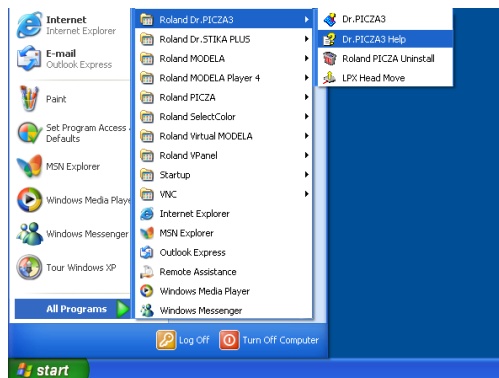 Internet
Internet Explorer
E-mail
Outlook Express
Paint
Set Program Access
Defaults
MSN Explorer
Windows Media Playe
Windows Messenger
Tour Windows XP
All Programs
Roland Dr.PICZA3
Roland Dr.STIKA PLUS
Roland MODELA
Roland MODELA Player 4
Roland PICZA
Roland SelectColor
Roland Virtual MODELA
Roland VPanel
Startup
VNC
Internet Explorer
MSN Explorer
Outlook Express
Remote Assistance
Windows Media Player
Windows Messenger
Dr.PICZA3
Dr.PICZA3 Help
Roland PICZA Uninstall
LPX Head Move
Log Off
Turn Off Computer
start